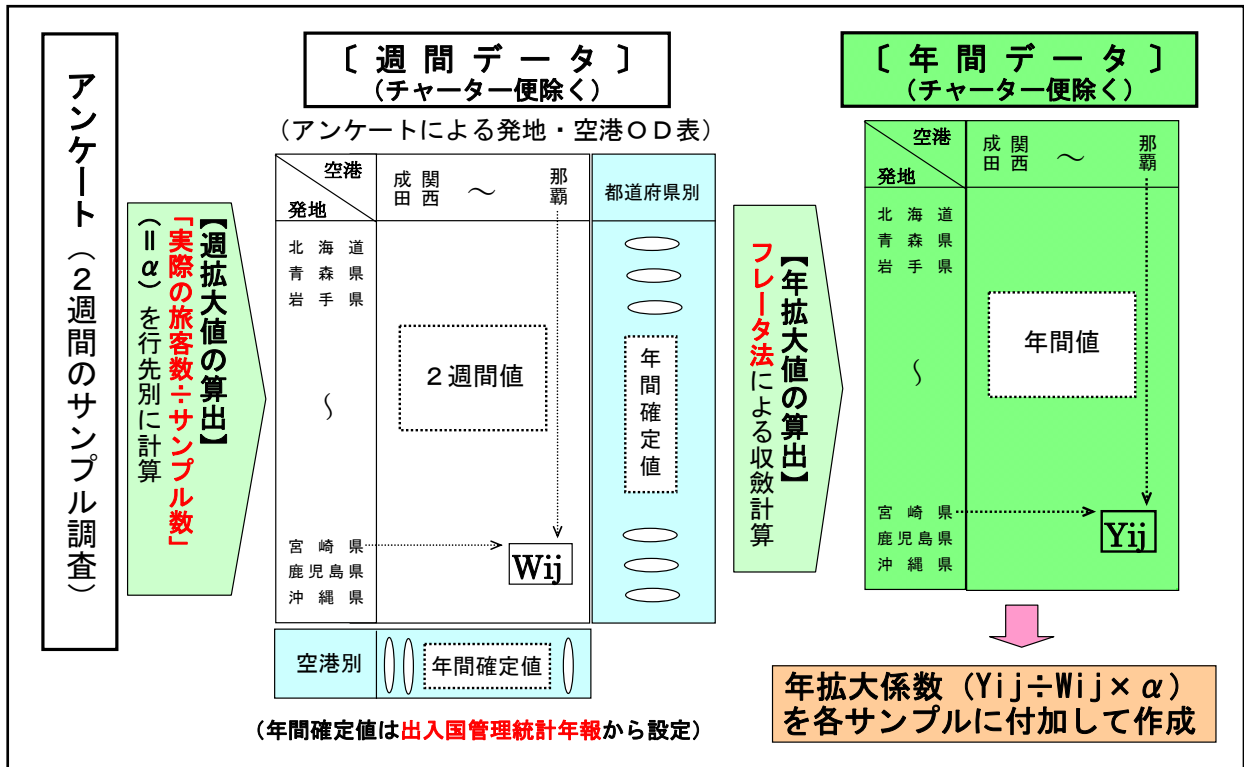 アンケート（２週間のサンプル調査）
【週拡大値の算出】
「実際の旅客数÷サンプル数」
（＝α）を行先別に計算
〔 週 間 デ ー タ 〕
（チャーター便除く）
（アンケートによる発地・空港ＯＤ表）
空港
発地
成田
関西
～
那覇
都道府県別
北 海 道
青 森 県
岩 手 県
～
宮 崎 県
鹿 児 島 県
沖 縄 県
２週間値
Wij
年間確定値
空港別
年間確定値
（年間確定値は出入国管理統計年報から設定）
【年拡大値の算出】
フレータ法による収斂計算
〔 年 間 デ ー タ 〕
（チャーター便除く）
空港
発地
成田
関西
～
那覇
北 海 道
青 森 県
岩 手 県
～
宮 崎 県
鹿 児 島 県
沖 縄 県
年間値
Yij
年拡大係数（Yij÷Wij×α）
を各サンプルに付加して作成